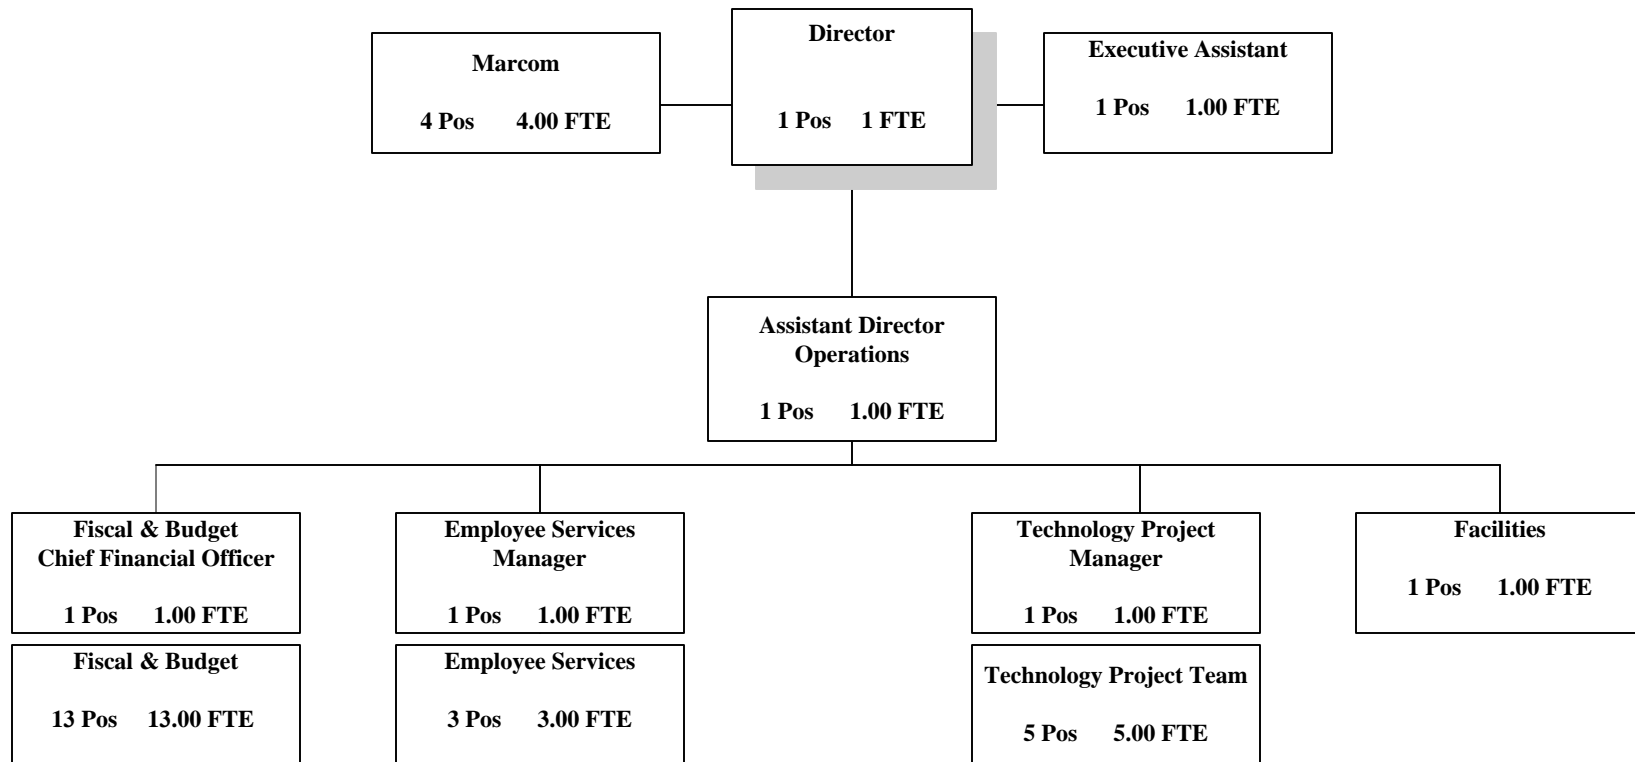 Marcom
4 Pos 4.00 FTE
Director
1 Pos 1 FTE
Executive Assistant
1 Pos 1.00 FTE
Assistant Director
Operations
1 Pos 1.00 FTE
Fiscal & Budget
Chief Financial Officer
1 Pos 1.00 FTE
Fiscal & Budget
13 Pos 13.00 FTE
Employee Services
Manager
1 Pos 1.00 FTE
Employee Services
3 Pos 3.00 FTE
Technology Project
Manager
1 Pos 1.00 FTE
Technology Project Team
5 Pos 5.00 FTE
Facilities
1 Pos 1.00 FTE